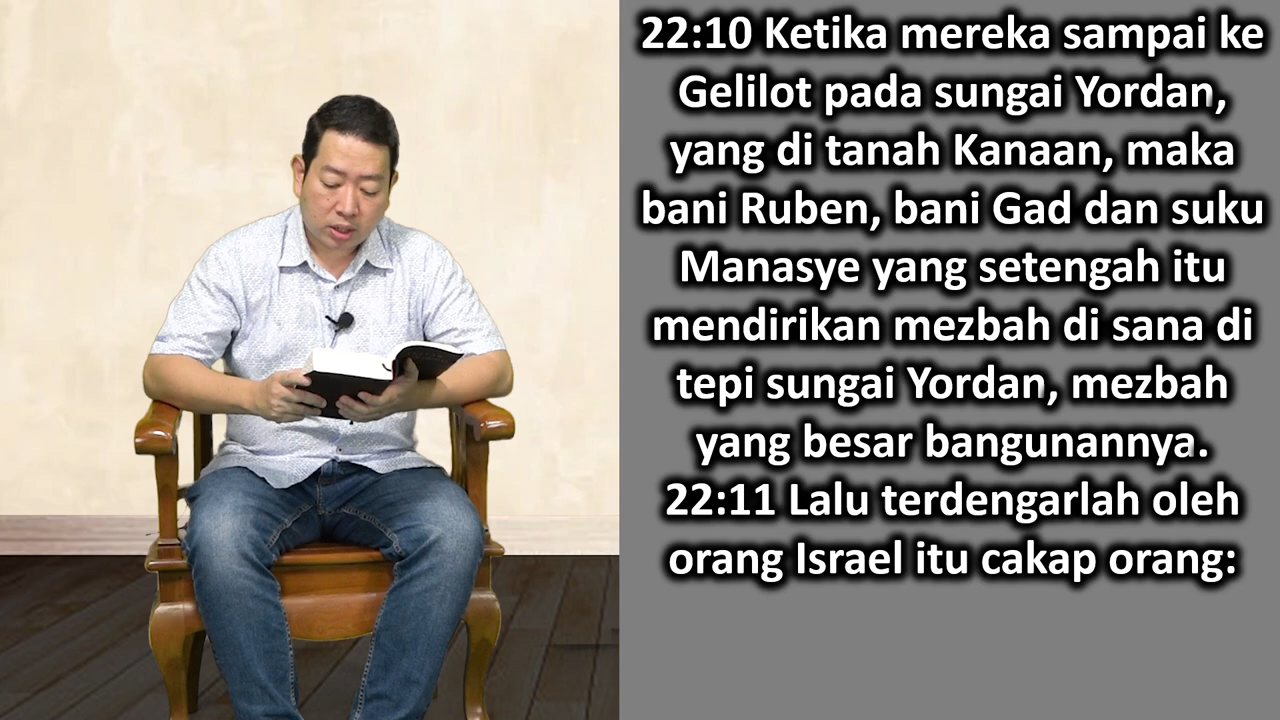 22:10 Ketika mereka sampai ke
Gelilot pada sungai Yordan,
yang di tanah Kanaan, maka
bani Ruben, bani Gad dan suku
Manasye yang setengah itu
mendirikan mezbah di sana di
tepi sungai Yordan, mezbah
yang besar bangunannya.
22:11 Lalu terdengarlah oleh
orang Israel itu cakap orang: